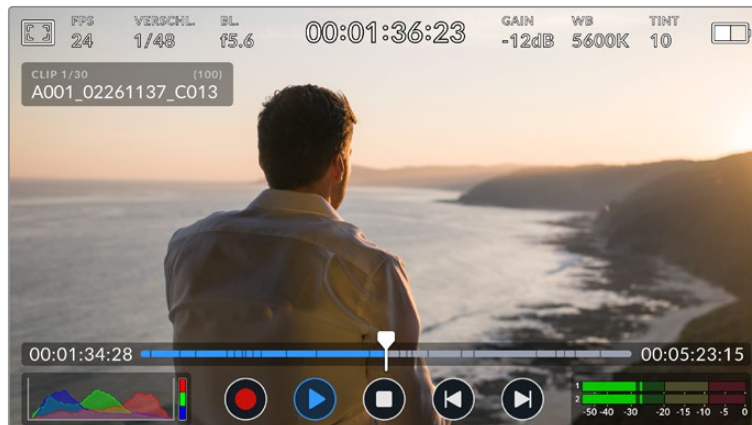 FPS VERSCHL. BL. GAIN WB TINT
24 1/48 f5.6 00:01:36:23 -12dB 5600K 10
CLIP 1/30 (100)
A001_02261137_C013
00:01:34:28 00:05:23:15
1
2
-50 -40 -30 -20 -15 -10 -5 0